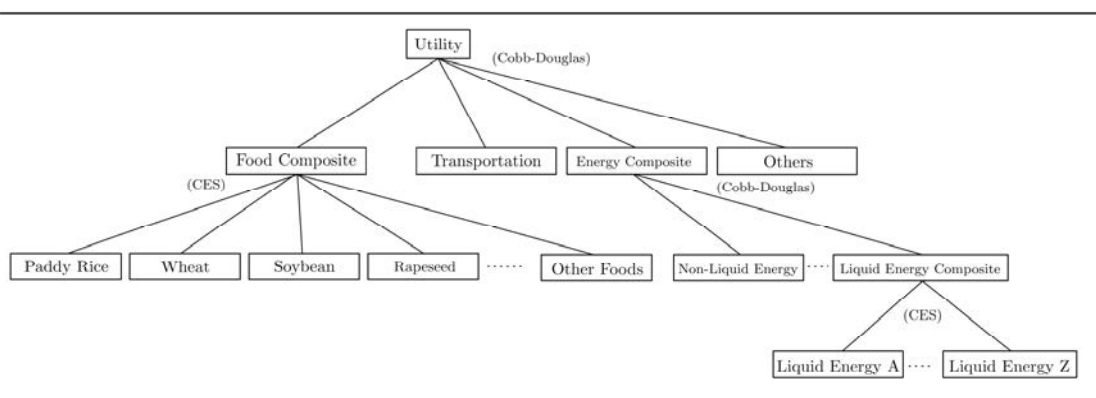 Utility
(Cobb-Douglas)
Food Composite
Transportation
Energy Composite
Others
(CES)
(Cobb-Douglas)
Paddy Rice
Wheat
Soybean
Rapeseed
......
Other Foods
Non-Liquid Energy
....
Liquid Energy Composite
(CES)
Liquid Energy A
....
Liquid Energy Z